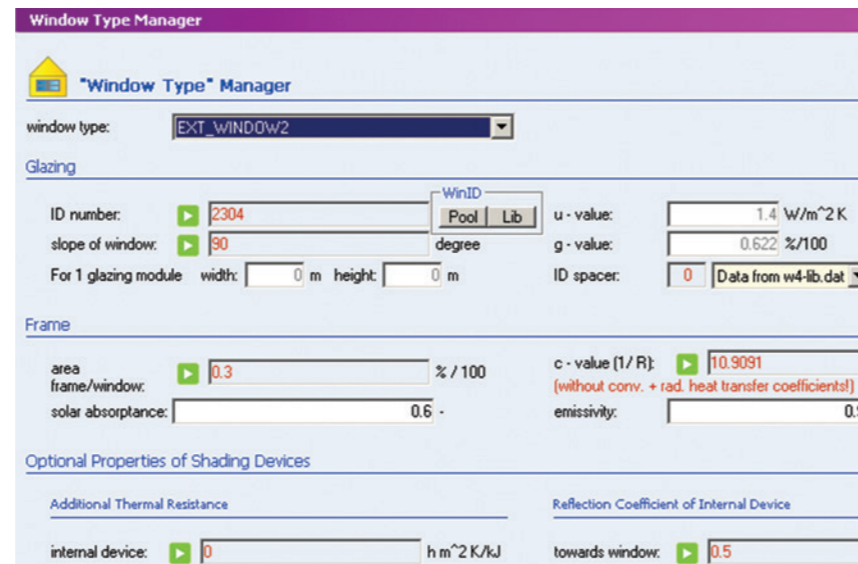 Window Type Manager
"Window Type" Manager
window type: EXT_WINDOW2
Glazing
WinID
ID number: 2304 Pool Lib u - value: 1.4 W/m^2 K
slope of window: 90 degree g - value: 0.622 %/100
For 1 glazing module width: 0 m height: 0 m ID spacer: 0 Data from w4-lib.dat
Frame
area
frame/window: 0.3 % / 100 c - value (1/ R): 10.9091
(without conv. + rad. heat transfer coefficients!)
solar absorptance: 0.6 - emissivity:
Optional Properties of Shading Devices
Additional Thermal Resistance Reflection Coefficient of Internal Device
internal device: 0 h m^2 K/kJ towards window: 0.5